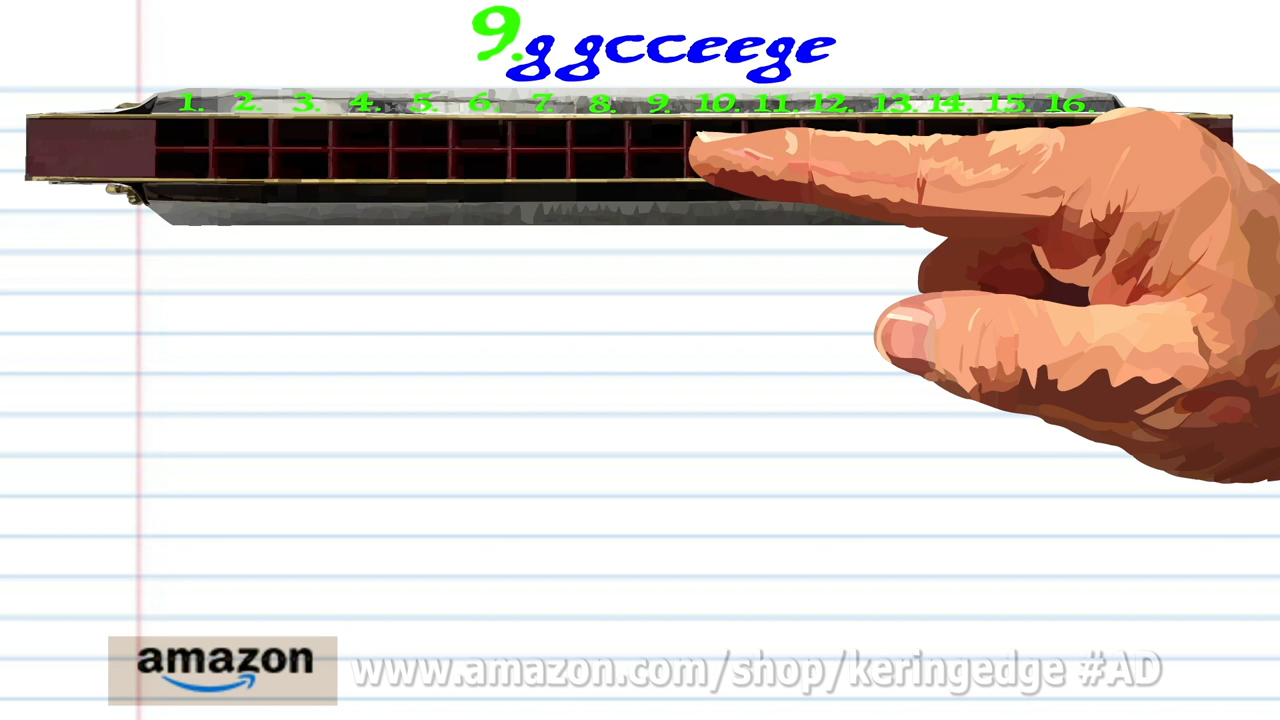 9. g gcceege
1. 2. 3. 4. 5. 6. 7. 8. 9. 10. 11. 12. 13. 14. 15. 16.
amazon www.amazon.com/shop/keringedge #AD